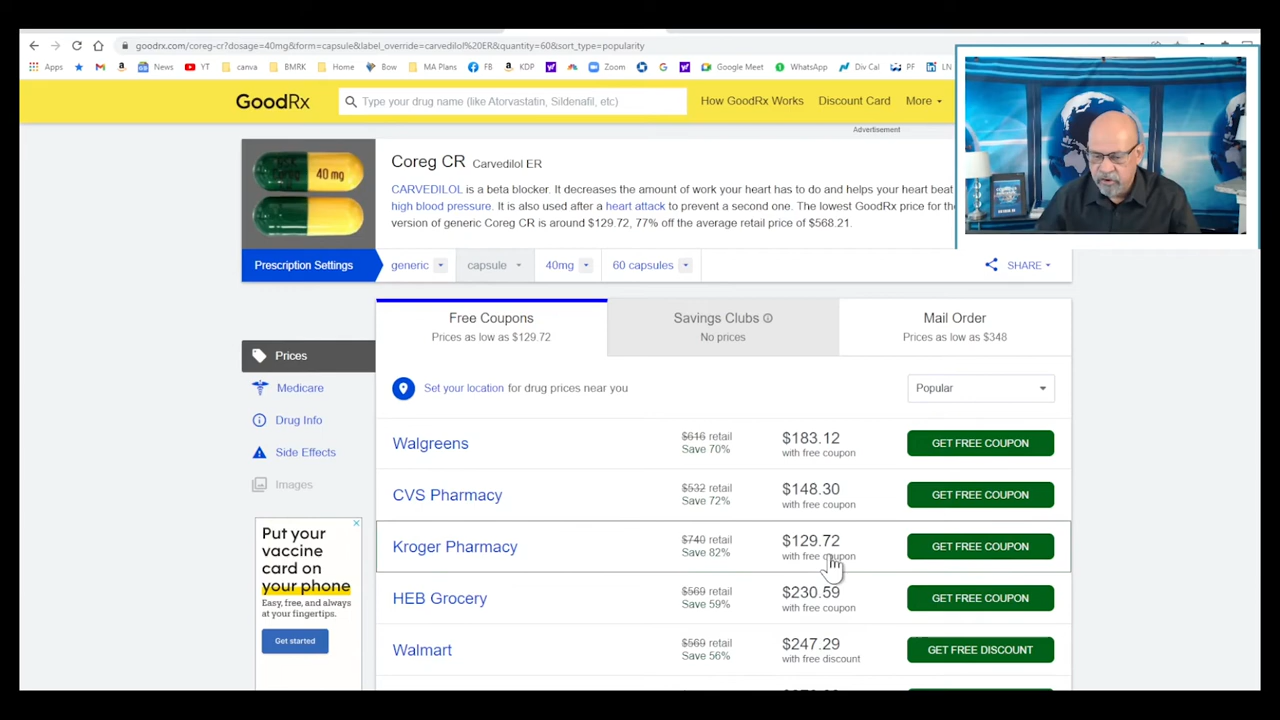 goodrx.com/coreg-cr?dosage=40mg&form=capsule&label_override=carvedilol%20ER&quantity=60&sort_type=popularity
Apps
News
YT
canva
BMRK
Home
Bow
MA Plans
FB
KDP
Zoom
Google Meet
WhatsApp
Div Cal
PF
LN
GoodRx
Type your drug name (like Atorvastatin, Sildenafil, etc)
How GoodRx Works
Discount Card
More
Advertisement
40 mg
Coreg CR Carvedilol ER
CARVEDILOL is a beta blocker. It decreases the amount of work your heart has to do and helps your heart beat
high blood pressure. It is also used after a heart attack to prevent a second one. The lowest GoodRx price for the
version of generic Coreg CR is around $129.72, 77% off the average retail price of $568.21.
Prescription Settings
generic
capsule
40mg
60 capsules
SHARE
Free Coupons
Prices as low as $129.72
Savings Clubs
No prices
Mail Order
Prices as low as $348
Prices
Medicare
Drug Info
Side Effects
Images
Set your location for drug prices near you
Popular
Walgreens
$616 retail
Save 70%
$183.12
with free coupon
GET FREE COUPON
CVS Pharmacy
$532 retail
Save 72%
$148.30
with free coupon
GET FREE COUPON
Kroger Pharmacy
$740 retail
Save 82%
$129.72
with free coupon
GET FREE COUPON
HEB Grocery
$569 retail
Save 59%
$230.59
with free coupon
GET FREE COUPON
Walmart
$569 retail
Save 56%
$247.29
with free discount
GET FREE DISCOUNT
Put your
vaccine
card on
your phone
Easy, free, and always
at your fingertips.
Get started